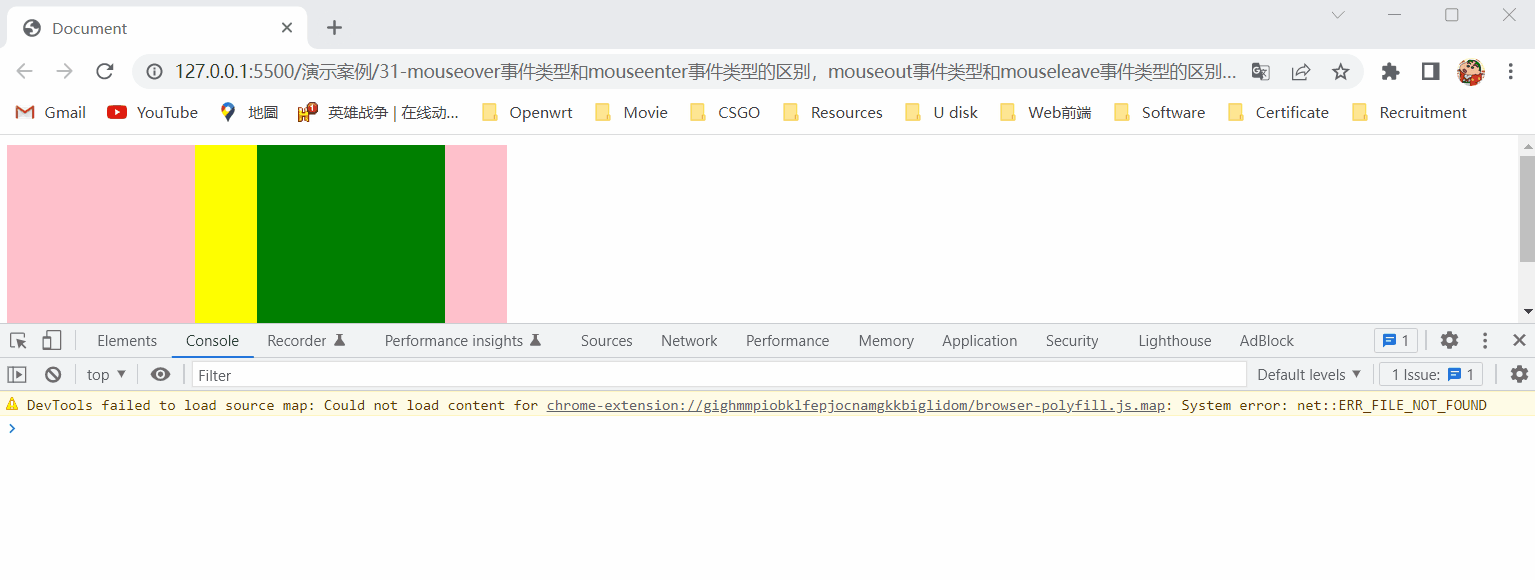 Document
127.0.0.1:5500/演示案例/31-mouseover事件类型和mouseenter事件类型的区别，mouseout事件类型和mouseleave事件类型的区别...
Gmail YouTube 地圖 英雄战争 | 在线动... Openwrt Movie CSGO Resources U disk Web前端 Software Certificate Recruitment
Elements Console Recorder Performance insights Sources Network Performance Memory Application Security Lighthouse AdBlock 1
top Filter Default levels 1 Issue: 1
DevTools failed to load source map: Could not load content for chrome-extension://gighmmpiobklfepjocnamgkkbiglidom/browser-polyfill.js.map: System error: net::ERR_FILE_NOT_FOUND